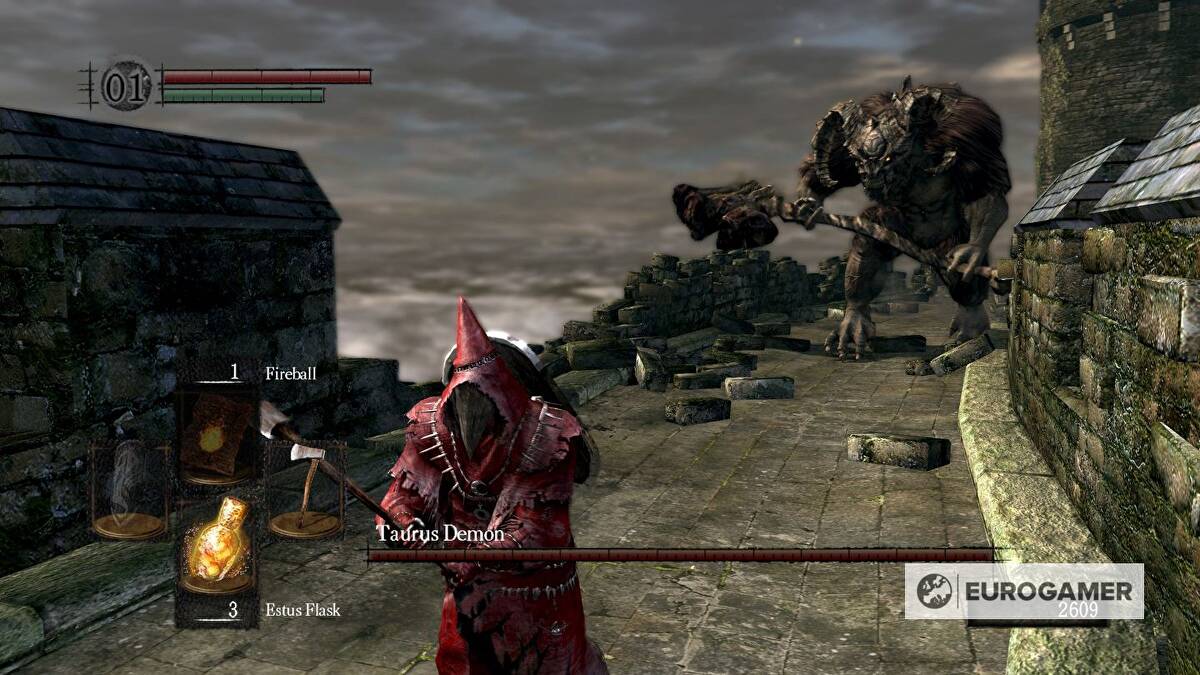 01
1 Fireball
Taurus Demon
EUROGAMER
2609
3 Estus Flask